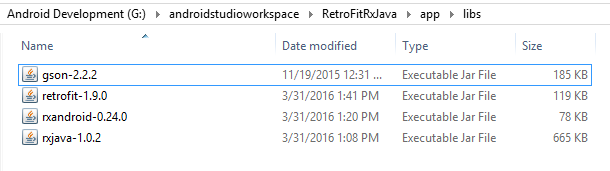 Android Development (G:) androidstudioworkspace RetroFitRxJava app libs
Name Date modified Type Size
gson-2.2.2 11/19/2015 12:31 ... Executable Jar File 185 KB
retrofit-1.9.0 3/31/2016 1:41 PM Executable Jar File 119 KB
rxandroid-0.24.0 3/31/2016 1:20 PM Executable Jar File 78 KB
rxjava-1.0.2 3/31/2016 1:08 PM Executable Jar File 665 KB